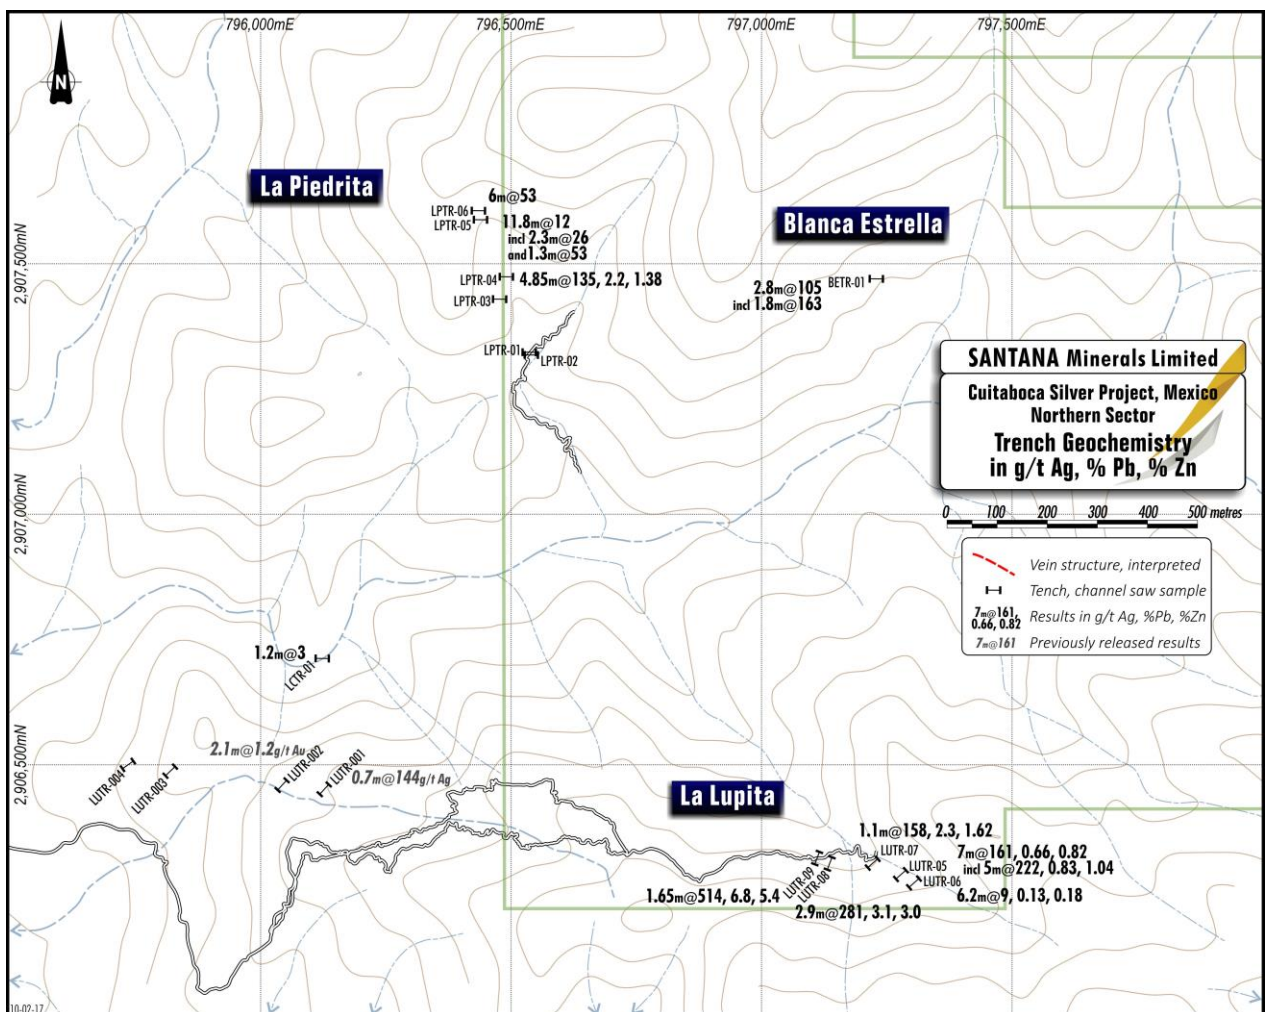 796,000mE
796,500mE
797,000mE
797,500mE
N
La Piedrita
6m@53
LPTR-06
LPTR-05
11.8m@12
incl 2.3m@26
and1.3m@53
Blanca Estrella
2,907,500mN
LPTR-04
4.85m@135, 2.2, 1.38
LPTR-03
BETR-01
2.8m@105
incl 1.8m@163
LPTR-01
LPTR-02
SANTANA Minerals Limited
Cuitaboca Silver Project, Mexico
Northern Sector
Trench Geochemistry
in g/t Ag, % Pb, % Zn
2,907,000mN
0 100 200 300 400 500 metres
Vein structure, interpreted
Tench, channel saw sample
7m@161,
0.66, 0.82
Results in g/t Ag, %Pb, %Zn
7m@161
Previously released results
1.2m@3
LCTR-01
2,906,500mN
2.1m@1.2g/t Au
LUTR-004
LUTR-003
LUTR-002
LUTR-001
0.7m@144g/t Ag
La Lupita
1.1m@158, 2.3, 1.62
LUTR-07
7m@161, 0.66, 0.82
incl 5m@222, 0.83, 1.04
LUTR-05
LUTR-06
LUTR-09
LUTR-08
1.65m@514, 6.8, 5.4
6.2m@9, 0.13, 0.18
2.9m@281, 3.1, 3.0
10-02-17